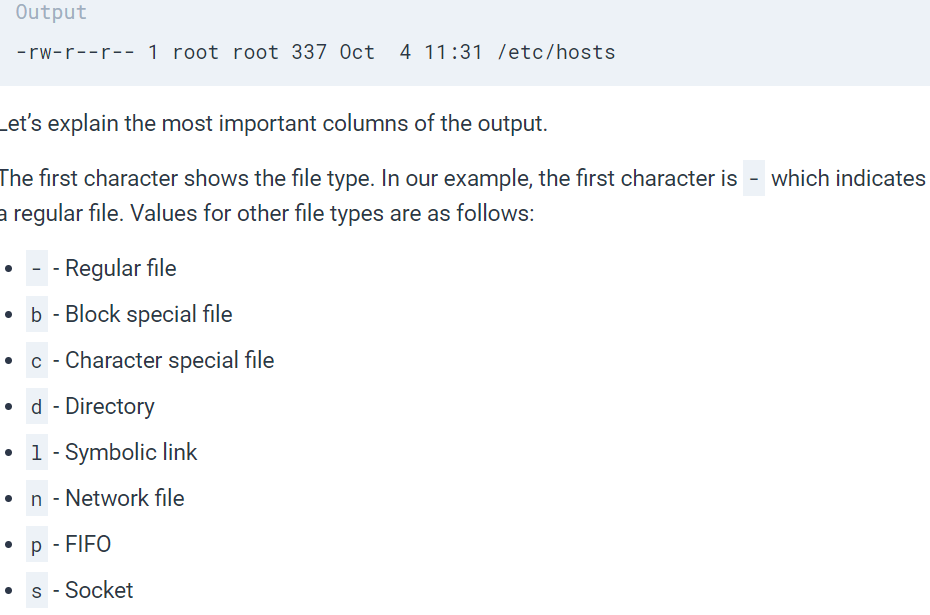 Output
-rw-r--r-- 1 root root 337 Oct  4 11:31 /etc/hosts
Let’s explain the most important columns of the output.
The first character shows the file type. In our example, the first character is - which indicates
a regular file. Values for other file types are as follows:
• - - Regular file
• b - Block special file
• c - Character special file
• d - Directory
• l - Symbolic link
• n - Network file
• p - FIFO
• s - Socket